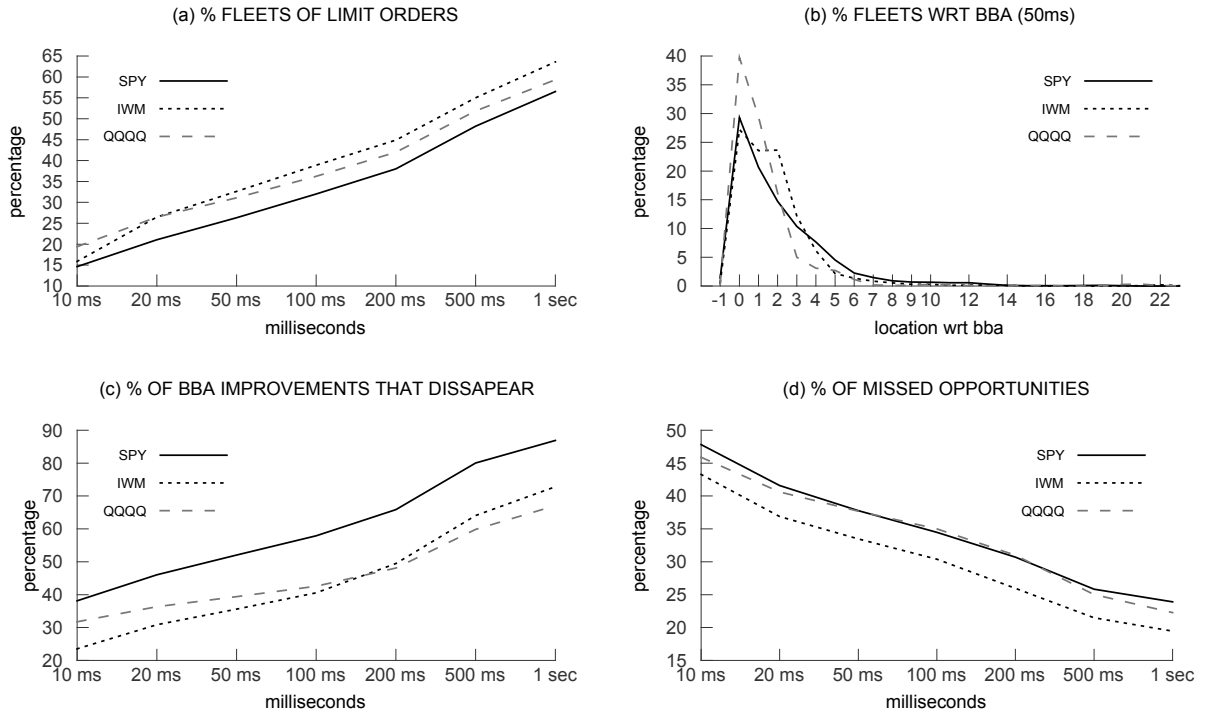 (a) % FLEETS OF LIMIT ORDERS
65
60
55
50
45
40
35
30
25
20
15
10
percentage
SPY
IWM
QQQQ
10 ms 20 ms 50 ms 100 ms 200 ms 500 ms 1 sec
milliseconds
(b) % FLEETS WRT BBA (50ms)
40
35
30
25
20
15
10
5
0
percentage
SPY
IWM
QQQQ
-1 0 1 2 3 4 5 6 7 8 9 10 12 14 16 18 20 22
location wrt bba
(c) % OF BBA IMPROVEMENTS THAT DISSAPEAR
90
80
70
60
50
40
30
20
percentage
SPY
IWM
QQQQ
10 ms 20 ms 50 ms 100 ms 200 ms 500 ms 1 sec
milliseconds
(d) % OF MISSED OPPORTUNITIES
50
45
40
35
30
25
20
15
percentage
SPY
IWM
QQQQ
10 ms 20 ms 50 ms 100 ms 200 ms 500 ms 1 sec
milliseconds